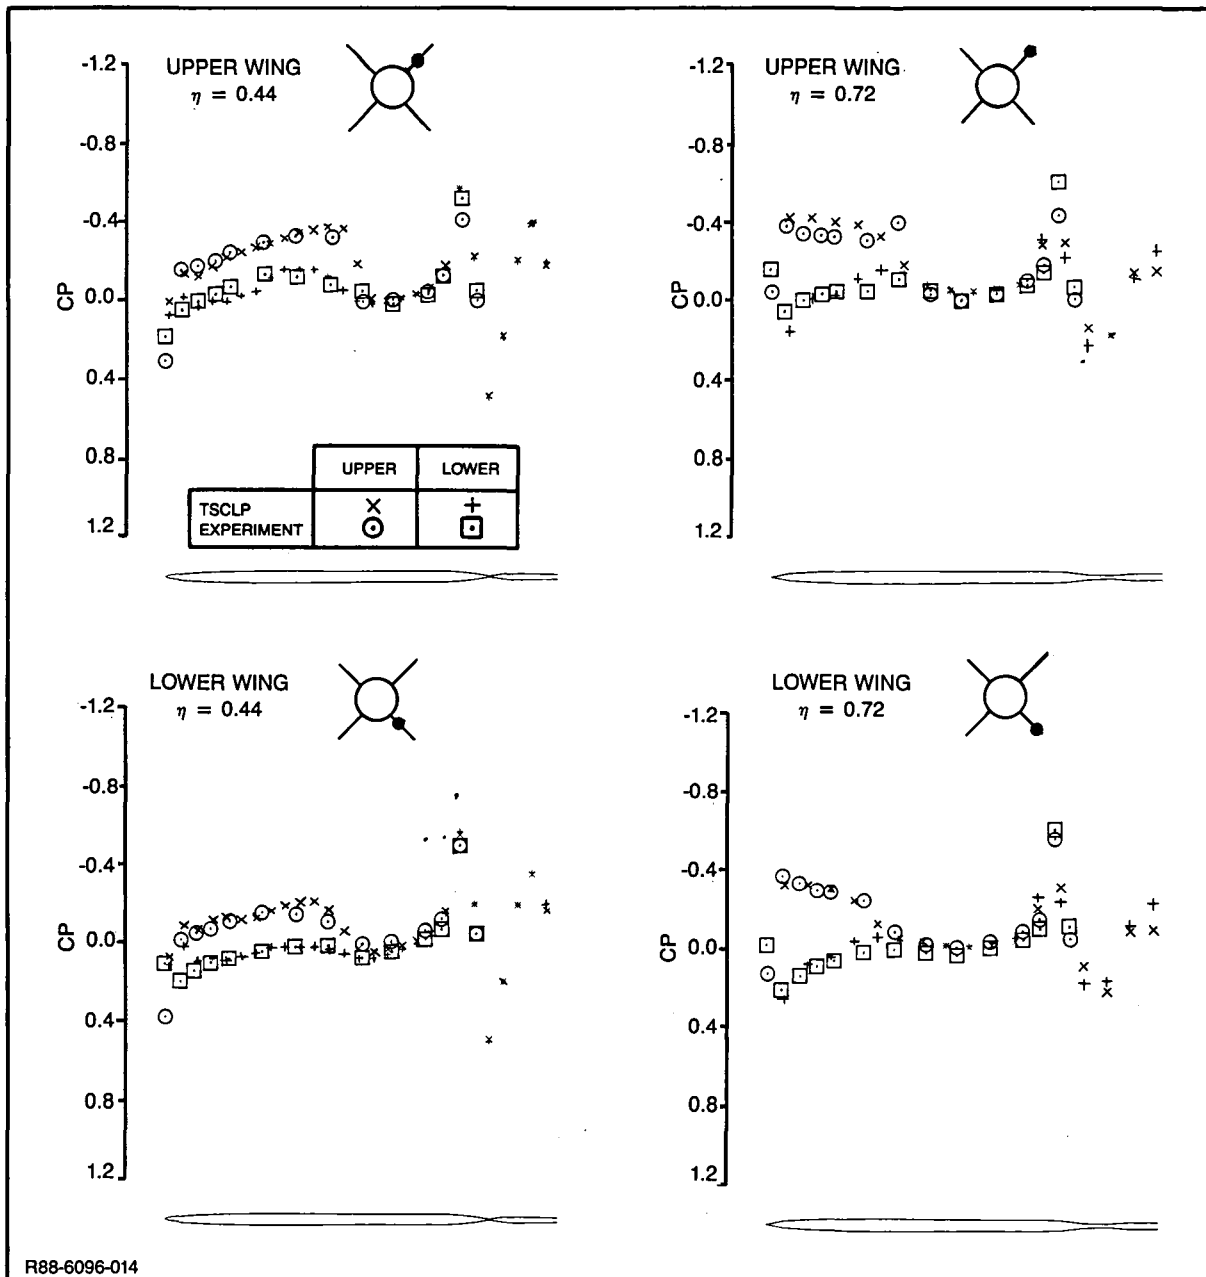 UPPER WING
η = 0.44
-1.2
-0.8
-0.4
0.0
0.4
0.8
1.2
CP
UPPER LOWER
TSCLP × +
EXPERIMENT ⊙ ⊡
UPPER WING
η = 0.72
-1.2
-0.8
-0.4
0.0
0.4
0.8
1.2
CP
LOWER WING
η = 0.44
-1.2
-0.8
-0.4
0.0
0.4
0.8
1.2
CP
LOWER WING
η = 0.72
-1.2
-0.8
-0.4
0.0
0.4
0.8
1.2
CP
R88-6096-014